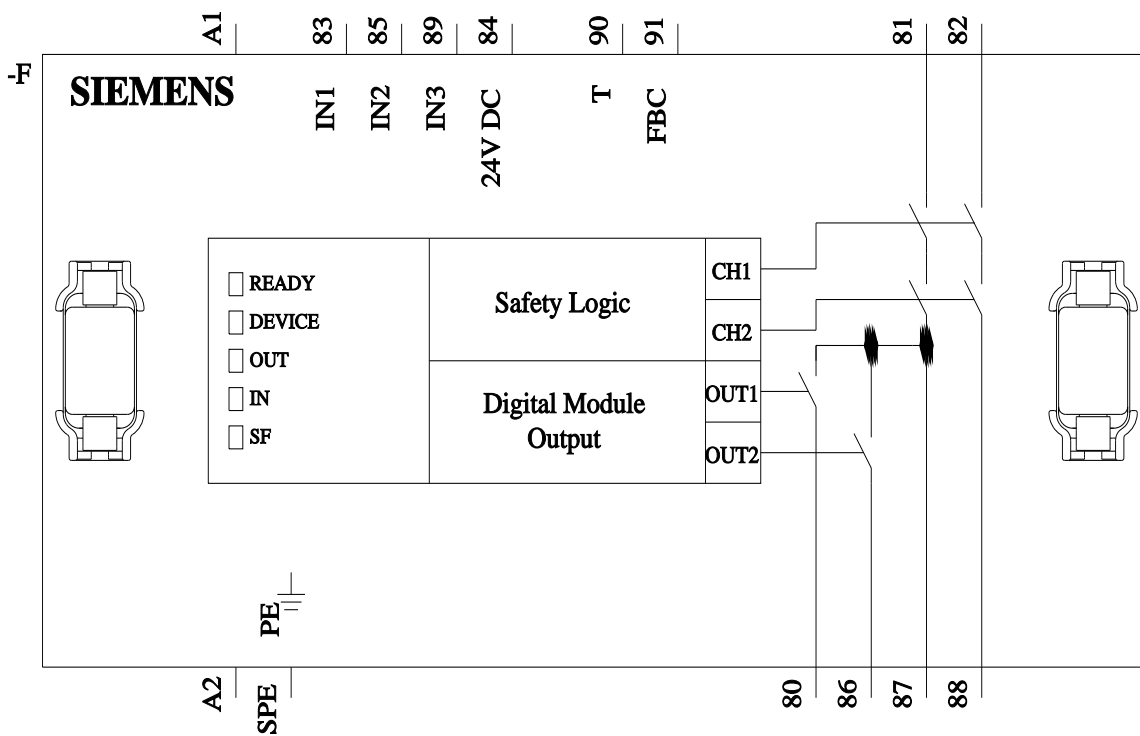 A1 83 85 89 84 90 91 81 82
-F
SIEMENS
IN1 IN2 IN3 24V DC T FBC
READY
DEVICE
OUT
IN
SF
Safety Logic
CH1
CH2
Digital Module
Output
OUT1
OUT2
PE
A2 SPE 80 86 87 88